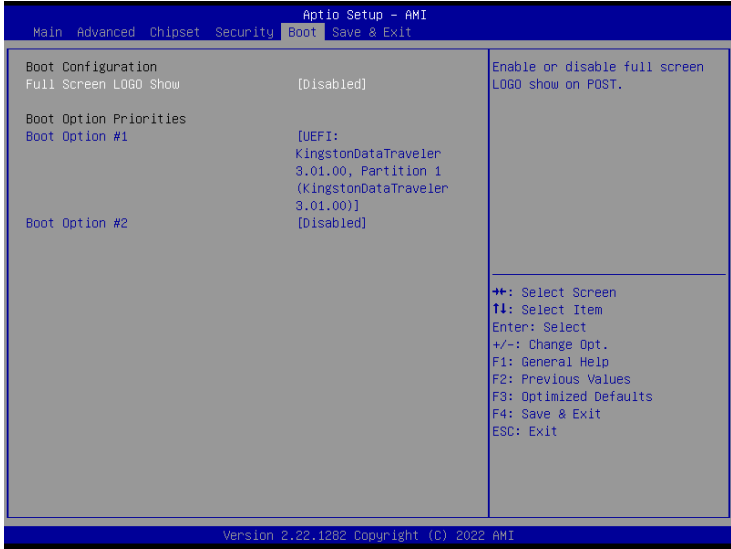 Aptio Setup - AMI
Main Advanced Chipset Security Boot Save & Exit
Boot Configuration
Full Screen LOGO Show [Disabled]
Boot Option Priorities
Boot Option #1 [UEFI:
KingstonDataTraveler
3.01.00, Partition 1
(KingstonDataTraveler
3.01.00)]
Boot Option #2 [Disabled]
Enable or disable full screen
LOGO show on POST.
→←: Select Screen
↑↓: Select Item
Enter: Select
+/-: Change Opt.
F1: General Help
F2: Previous Values
F3: Optimized Defaults
F4: Save & Exit
ESC: Exit
Version 2.22.1282 Copyright (C) 2022 AMI